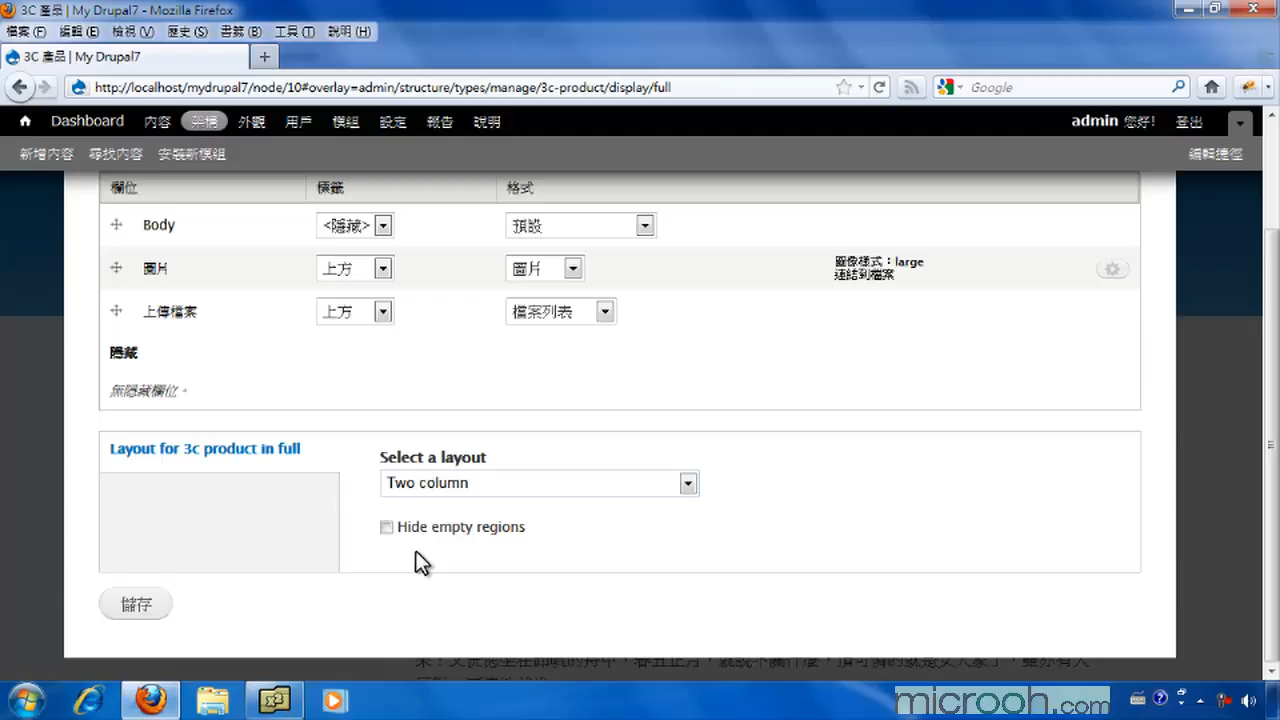 3C 產品 | My Drupal7 - Mozilla Firefox
檔案(F) 編輯(E) 檢視(V) 歷史(S) 書籤(B) 工具(T) 說明(H)
3C 產品 | My Drupal7
http://localhost/mydrupal7/node/10#overlay=admin/structure/types/manage/3c-product/display/full
Google
Dashboard 內容 架構 外觀 用戶 模組 設定 報告 說明
admin 您好! 登出
新增內容 尋找內容 安裝新模組
編輯捷徑
欄位 標籤 格式
Body <隱藏> 預設
圖片 上方 圖片
圖像樣式：large
連結到檔案
上傳檔案 上方 檔案列表
隱藏
無隱藏欄位。
Layout for 3c product in full
Select a layout
Two column
Hide empty regions
儲存
microoh.com